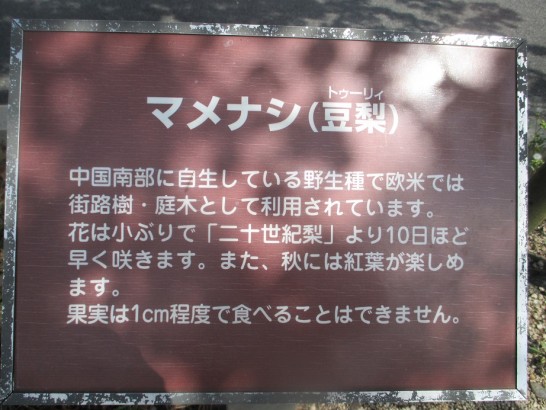 トゥーリィ
マメナシ(豆梨)
中国南部に自生している野生種で欧米では
街路樹・庭木として利用されています。
花は小ぶりで「二十世紀梨」より10日ほど
早く咲きます。また、秋には紅葉が楽しめ
ます。
果実は1cm程度で食べることはできません。